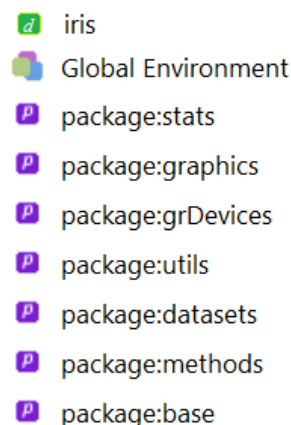 iris
Global Environment
package:stats
package:graphics
package:grDevices
package:utils
package:datasets
package:methods
package:base